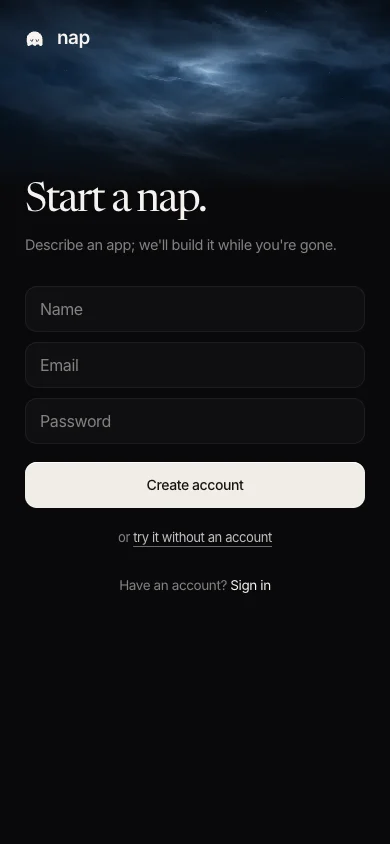 nap
Start a nap.
Describe an app; we'll build it while you're gone.
Name
Email
Password
Create account
or try it without an account
Have an account? Sign in